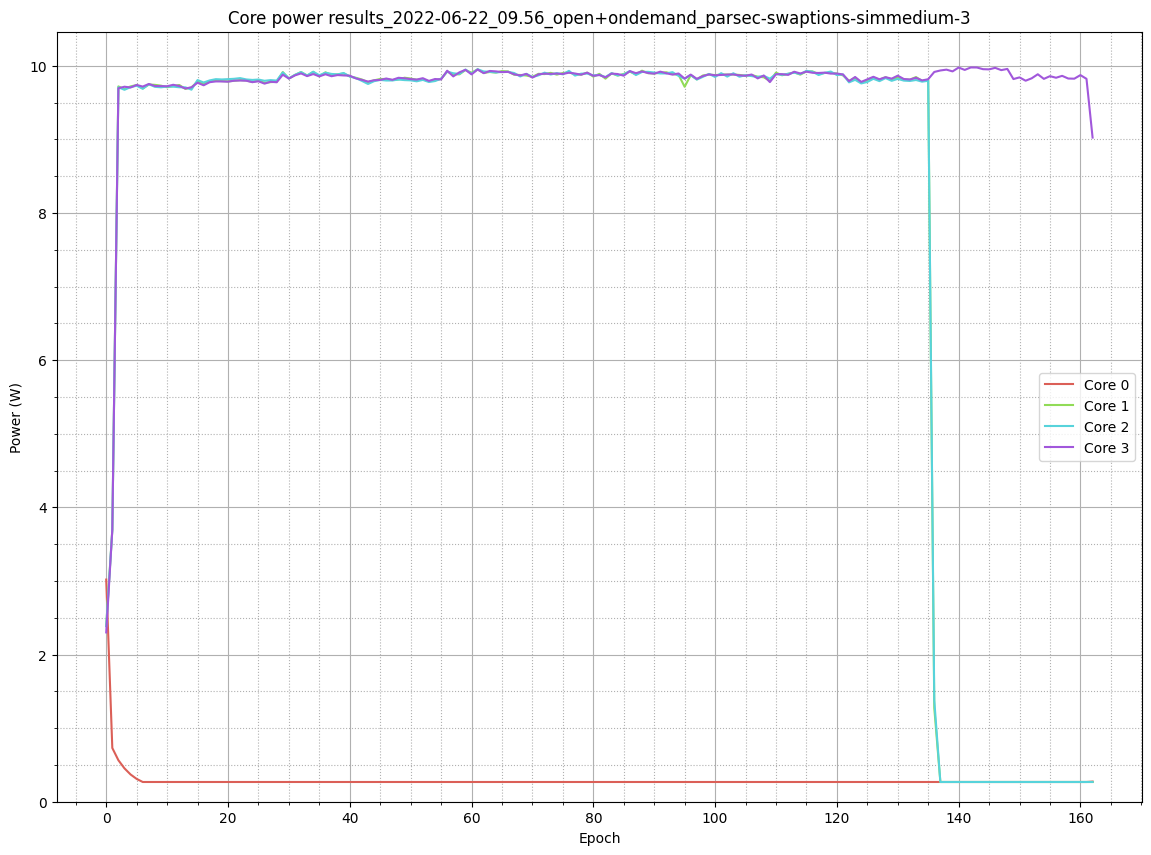 Core power results_2022-06-22_09.56_open+ondemand_parsec-swaptions-simmedium-3
Power (W)
10
8
6
4
2
0
0 20 40 60 80 100 120 140 160
Epoch
Core 0
Core 1
Core 2
Core 3